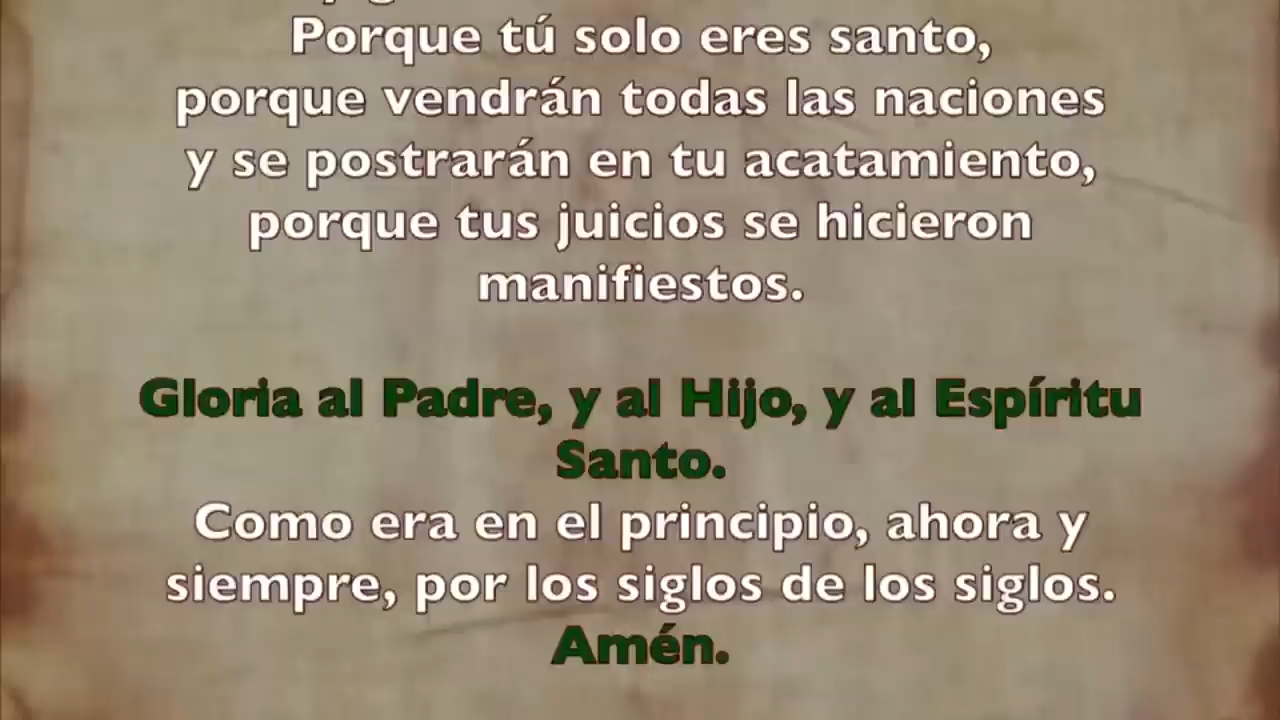 Porque tú solo eres santo,
porque vendrán todas las naciones
y se postrarán en tu acatamiento,
porque tus juicios se hicieron
manifiestos.
Gloria al Padre, y al Hijo, y al Espíritu
Santo.
Como era en el principio, ahora y
siempre, por los siglos de los siglos.
Amén.